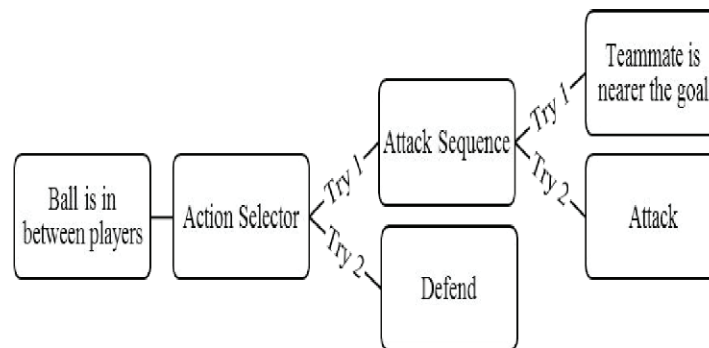 Ball is in
between players
Action Selector
Try 1
Try 2
Attack Sequence
Defend
Try 1
Try 2
Teammate is
nearer the goal
Attack